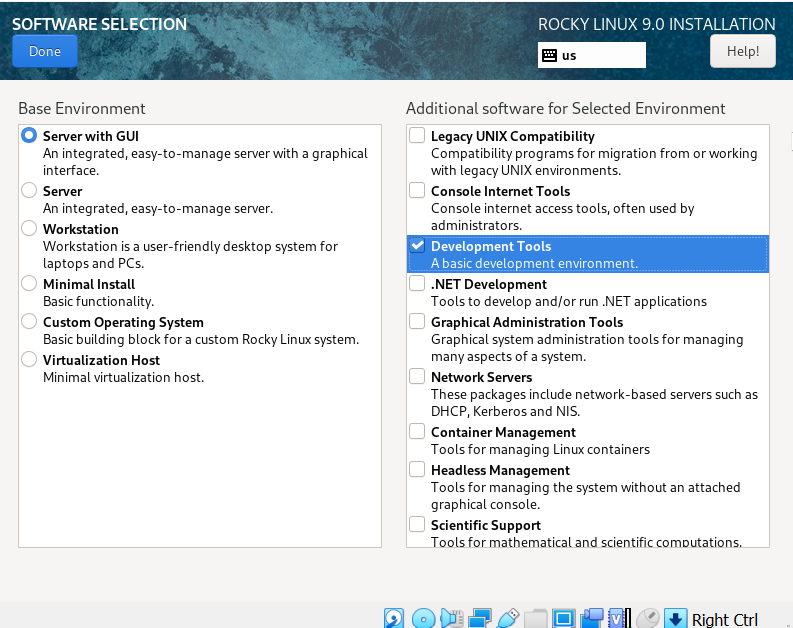 SOFTWARE SELECTION
ROCKY LINUX 9.0 INSTALLATION
Done
us
Help!
Base Environment
Server with GUI
An integrated, easy-to-manage server with a graphical
interface.
Server
An integrated, easy-to-manage server.
Workstation
Workstation is a user-friendly desktop system for
laptops and PCs.
Minimal Install
Basic functionality.
Custom Operating System
Basic building block for a custom Rocky Linux system.
Virtualization Host
Minimal virtualization host.
Additional software for Selected Environment
Legacy UNIX Compatibility
Compatibility programs for migration from or working
with legacy UNIX environments.
Console Internet Tools
Console internet access tools, often used by
administrators.
Development Tools
A basic development environment.
.NET Development
Tools to develop and/or run .NET applications
Graphical Administration Tools
Graphical system administration tools for managing
many aspects of a system.
Network Servers
These packages include network-based servers such as
DHCP, Kerberos and NIS.
Container Management
Tools for managing Linux containers
Headless Management
Tools for managing the system without an attached
graphical console.
Scientific Support
Tools for mathematical and scientific computations.
V
Right Ctrl